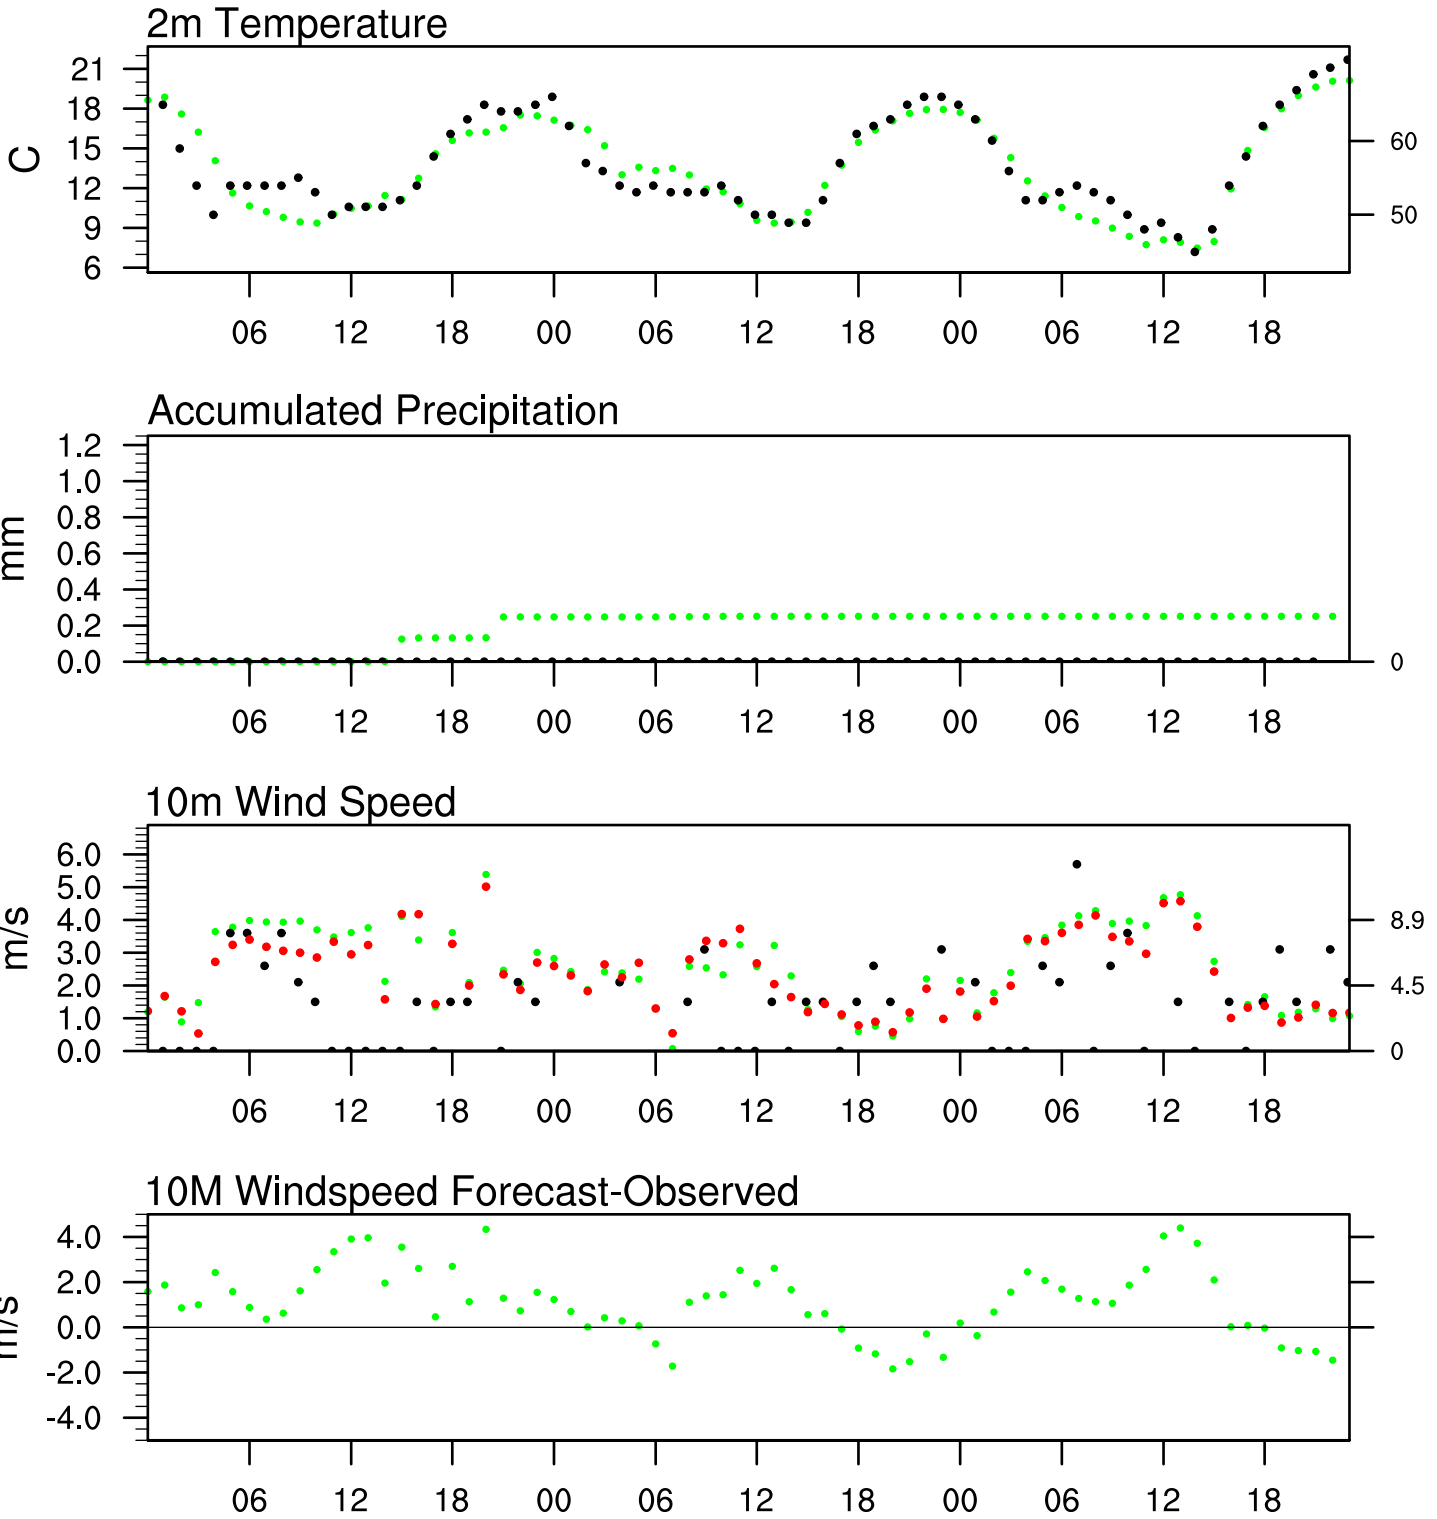 2m Temperature
21
18
15
12
9
6
C
60
50
06 12 18 00 06 12 18 00 06 12 18
Accumulated Precipitation
1.2
1.0
0.8
0.6
0.4
0.2
0.0
mm
0
06 12 18 00 06 12 18 00 06 12 18
10m Wind Speed
6.0
5.0
4.0
3.0
2.0
1.0
0.0
m/s
8.9
4.5
0
06 12 18 00 06 12 18 00 06 12 18
10M Windspeed Forecast-Observed
4.0
2.0
0.0
-2.0
-4.0
m/s
06 12 18 00 06 12 18 00 06 12 18